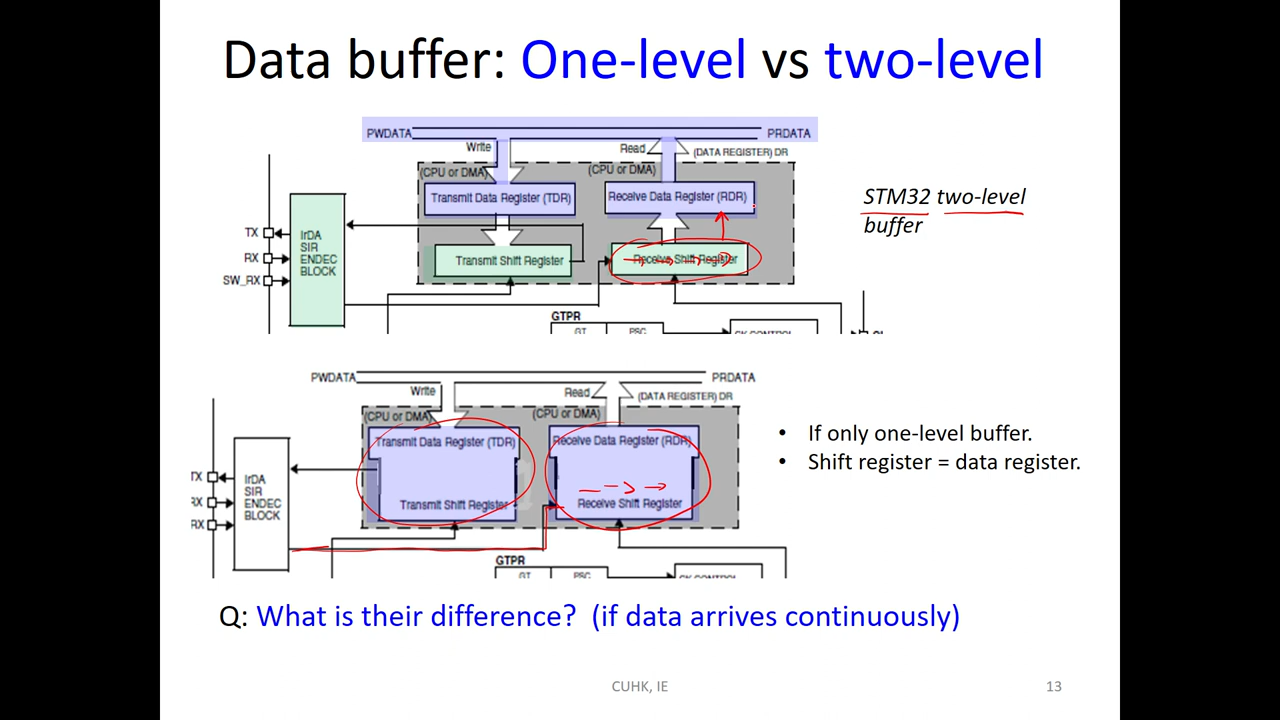 Data buffer: One-level vs two-level
PWDATA
PRDATA
Write
Read
(DATA REGISTER) DR
(CPU or DMA)
(CPU or DMA)
Transmit Data Register (TDR)
Receive Data Register (RDR)
STM32 two-level
buffer
TX
RX
SW_RX
IrDA
SIR
ENDEC
BLOCK
Transmit Shift Register
Receive Shift Register
GTPR
GT
PSC
PWDATA
PRDATA
Write
Read
(DATA REGISTER) DR
(CPU or DMA)
(CPU or DMA)
Transmit Data Register (TDR)
Receive Data Register (RDR)
• If only one-level buffer.
• Shift register = data register.
TX
RX
RX
IrDA
SIR
ENDEC
BLOCK
Transmit Shift Register
Receive Shift Register
GTPR
GT
PSC
Q: What is their difference? (if data arrives continuously)
CUHK, IE
13